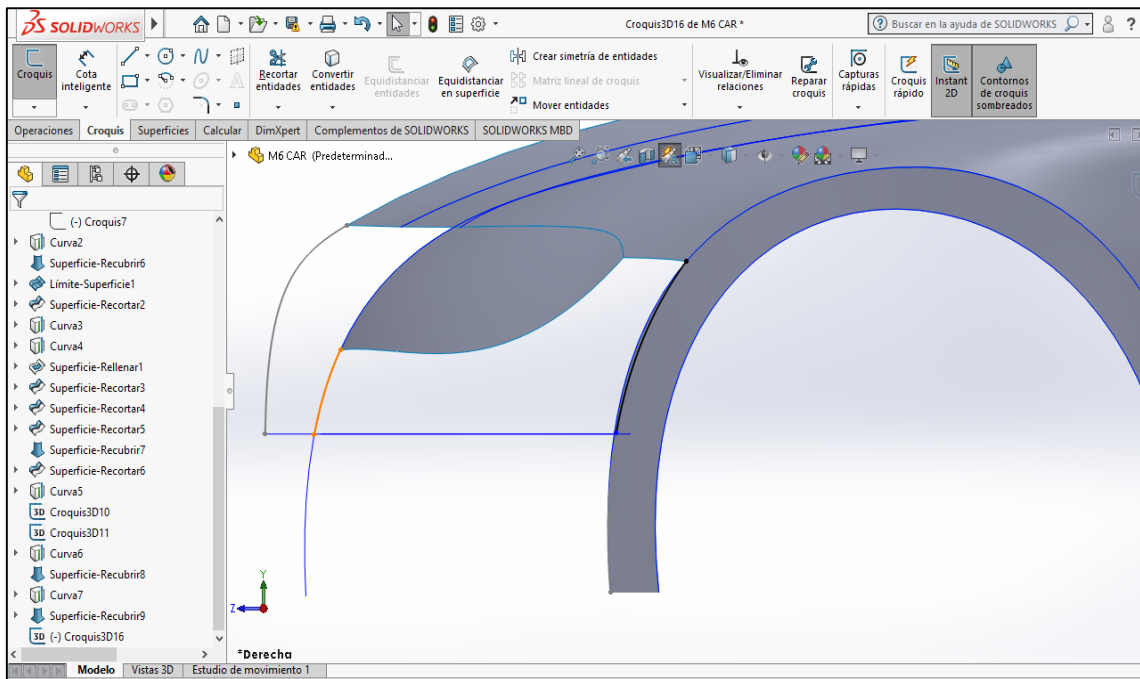 SOLIDWORKS
Croquis3D16 de M6 CAR *
Buscar en la ayuda de SOLIDWORKS
?
Croquis
Cota inteligente
Recortar entidades
Convertir entidades
Equidistanciar entidades
Equidistanciar en superficie
Crear simetría de entidades
Matriz lineal de croquis
Mover entidades
Visualizar/Eliminar relaciones
Reparar croquis
Capturas rápidas
Croquis rápido
Instant 2D
Contornos de croquis sombreados
Operaciones Croquis Superficies Calcular DimXpert Complementos de SOLIDWORKS SOLIDWORKS MBD
M6 CAR (Predeterminad...
(-) Croquis7
Curva2
Superficie-Recubrir6
Límite-Superficie1
Superficie-Recortar2
Curva3
Curva4
Superficie-Rellenar1
Superficie-Recortar3
Superficie-Recortar4
Superficie-Recortar5
Superficie-Recubrir7
Superficie-Recortar6
Curva5
3D Croquis3D10
3D Croquis3D11
Curva6
Superficie-Recubrir8
Curva7
Superficie-Recubrir9
3D (-) Croquis3D16
Y
Z
*Derecha
Modelo Vistas 3D Estudio de movimiento 1